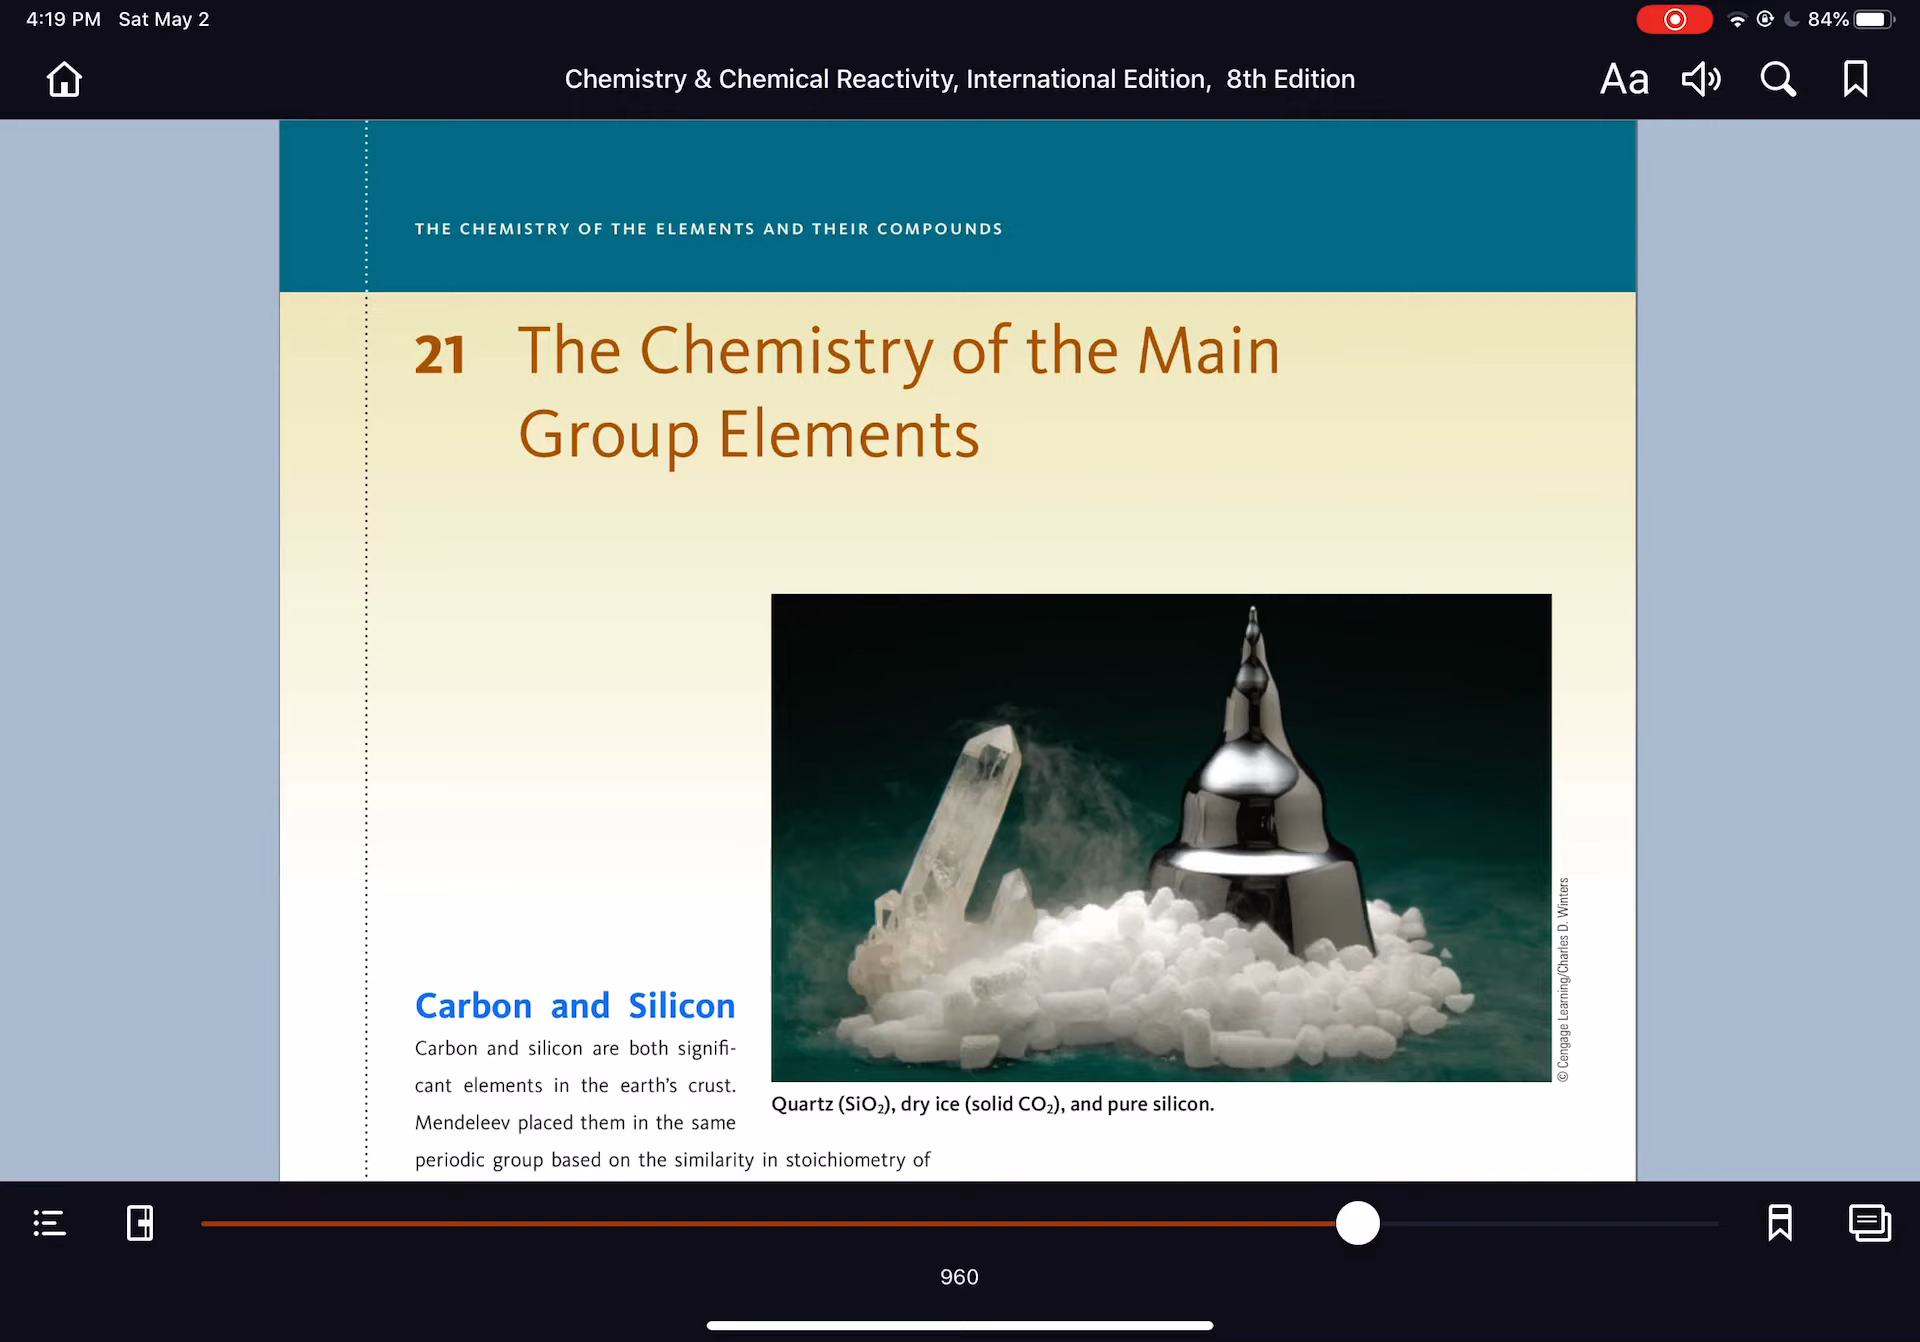 4:19 PM Sat May 2
84%
Chemistry & Chemical Reactivity, International Edition, 8th Edition
Aa
THE CHEMISTRY OF THE ELEMENTS AND THEIR COMPOUNDS
21 The Chemistry of the Main
Group Elements
© Cengage Learning/Charles D. Winters
Quartz (SiO₂), dry ice (solid CO₂), and pure silicon.
Carbon and Silicon
Carbon and silicon are both signifi-
cant elements in the earth's crust.
Mendeleev placed them in the same
periodic group based on the similarity in stoichiometry of
960